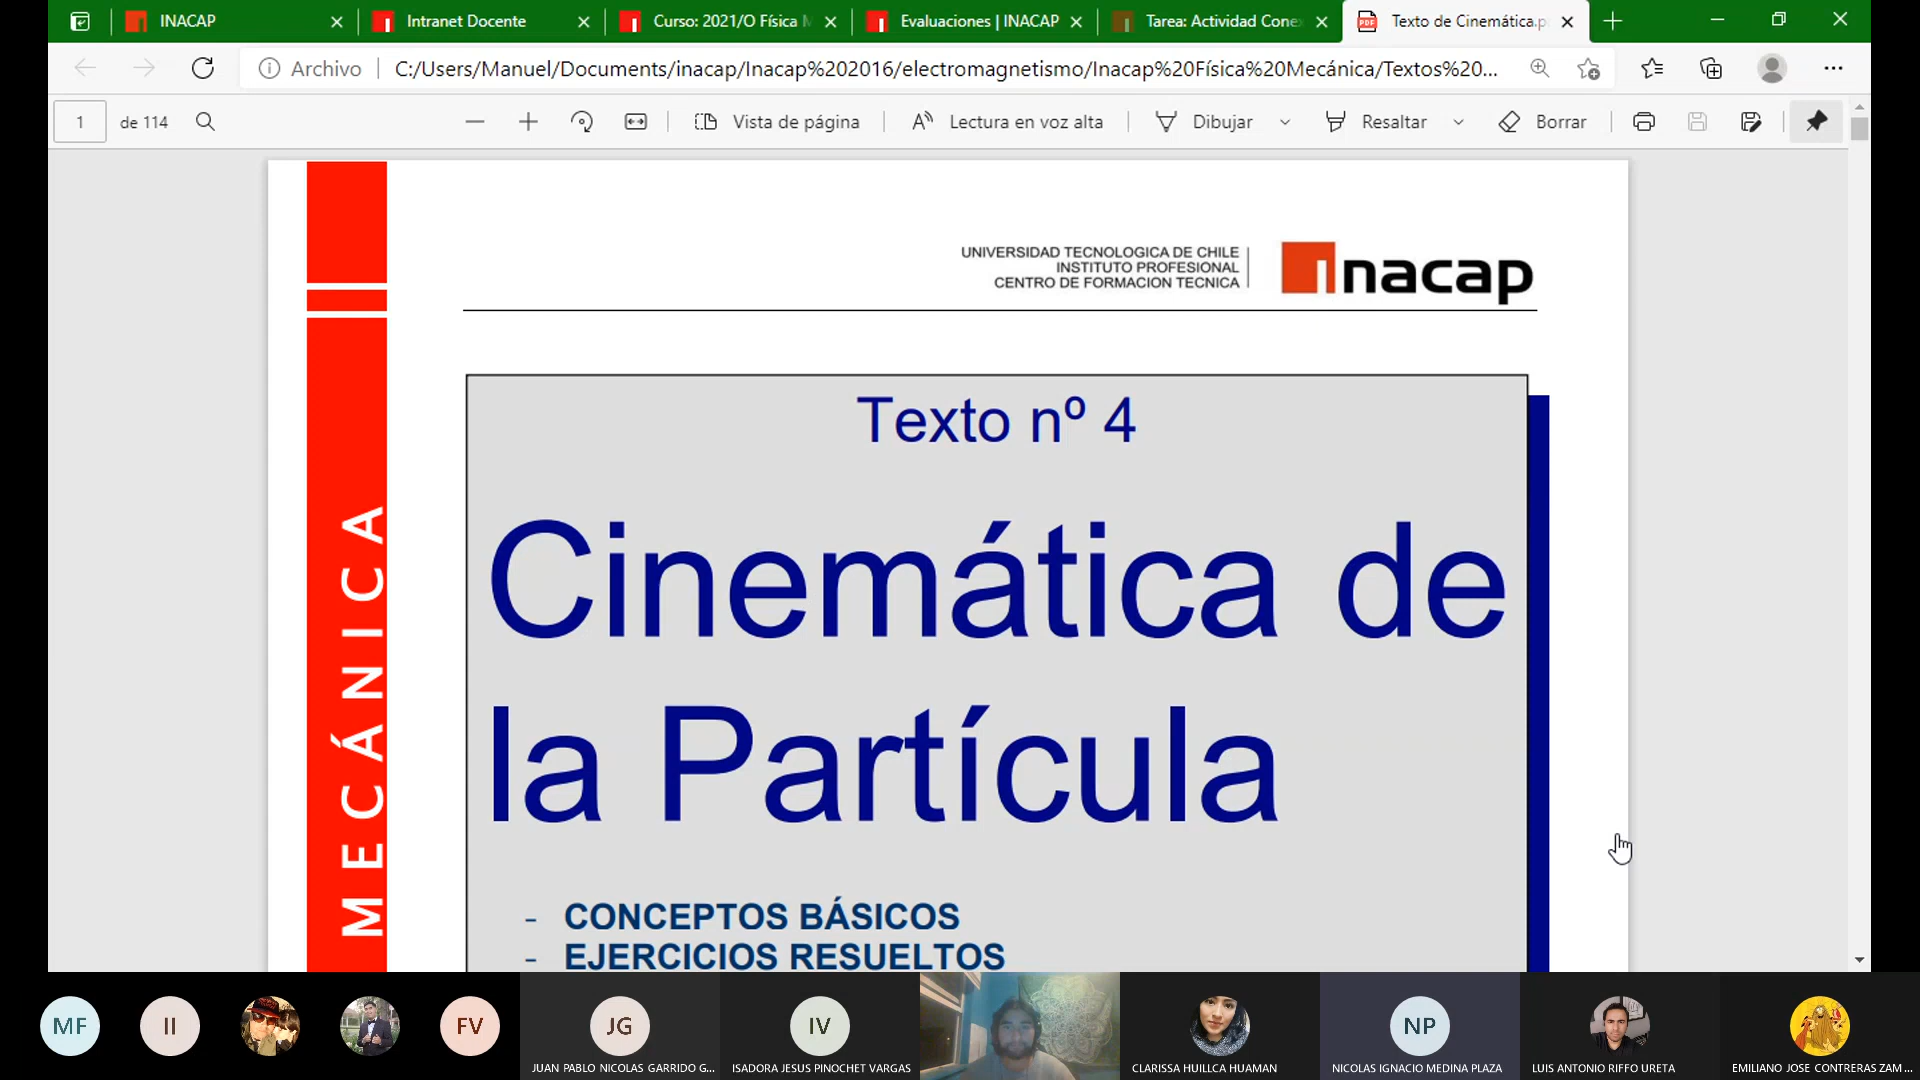 INACAP
Intranet Docente
Curso: 2021/O Física M
Evaluaciones | INACAP
Tarea: Actividad Cone
Texto de Cinemática.p
Archivo
C:/Users/Manuel/Documents/inacap/Inacap%202016/electromagnetismo/Inacap%20Física%20Mecánica/Textos%20...
1 de 114
Vista de página
Lectura en voz alta
Dibujar
Resaltar
Borrar
UNIVERSIDAD TECNOLOGICA DE CHILE
INSTITUTO PROFESIONAL
CENTRO DE FORMACION TECNICA
ınacap
MECÁNICA
Texto nº 4
Cinemática de
la Partícula
- CONCEPTOS BÁSICOS
- EJERCICIOS RESUELTOS
MF
II
FV
JG
IV
NP
JUAN PABLO NICOLAS GARRIDO G...
ISADORA JESUS PINOCHET VARGAS
CLARISSA HUILLCA HUAMAN
NICOLAS IGNACIO MEDINA PLAZA
LUIS ANTONIO RIFFO URETA
EMILIANO JOSE CONTRERAS ZAM...